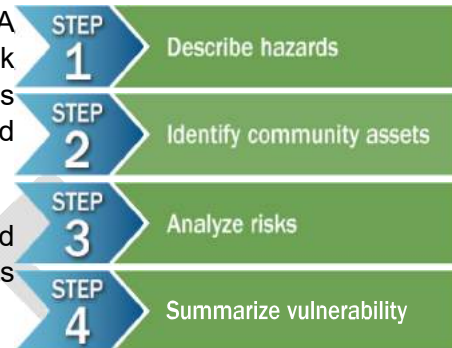 A
k
s
d
d
s
STEP
1
Describe hazards
STEP
2
Identify community assets
STEP
3
Analyze risks
STEP
4
Summarize vulnerability